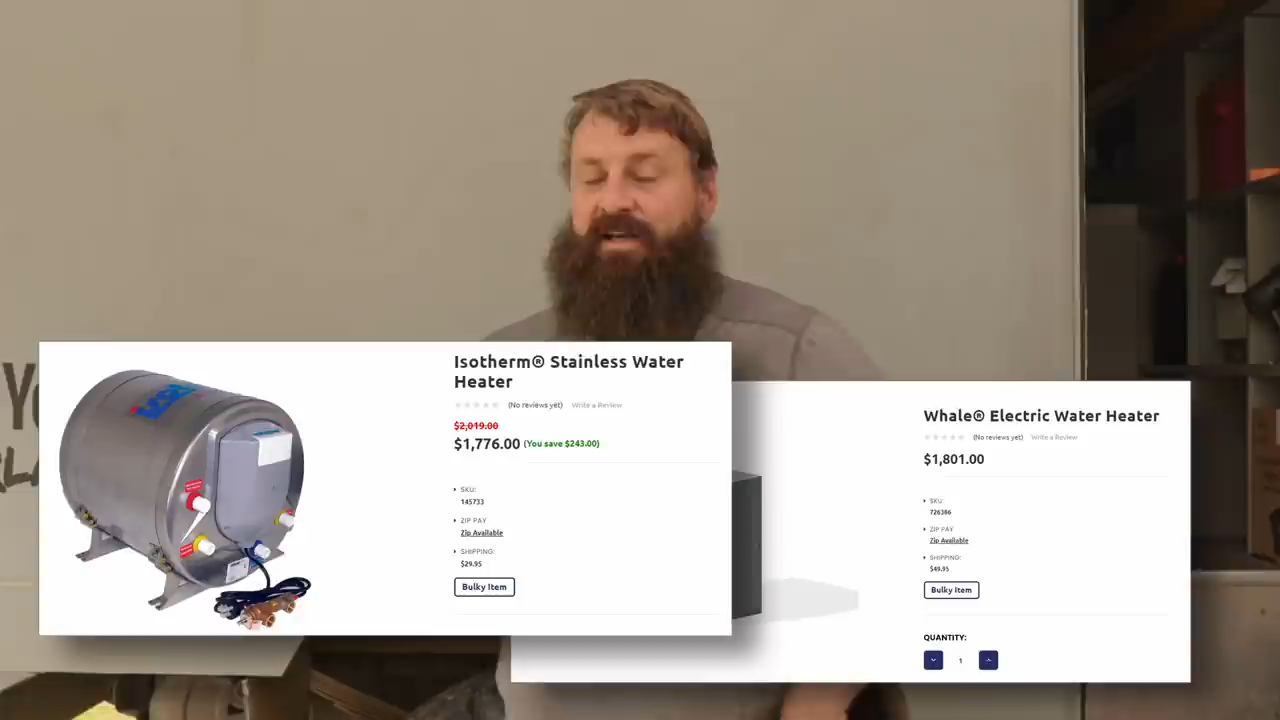 Isotherm® Stainless Water
Heater
(No reviews yet) Write a Review
$2,019.00
$1,776.00 (You save $243.00)
SKU:
145733
ZIP PAY
Zip Available
SHIPPING:
$29.95
Bulky Item
Whale® Electric Water Heater
(No reviews yet) Write a Review
$1,801.00
SKU:
726386
ZIP PAY
Zip Available
SHIPPING:
$49.95
Bulky Item
QUANTITY:
1